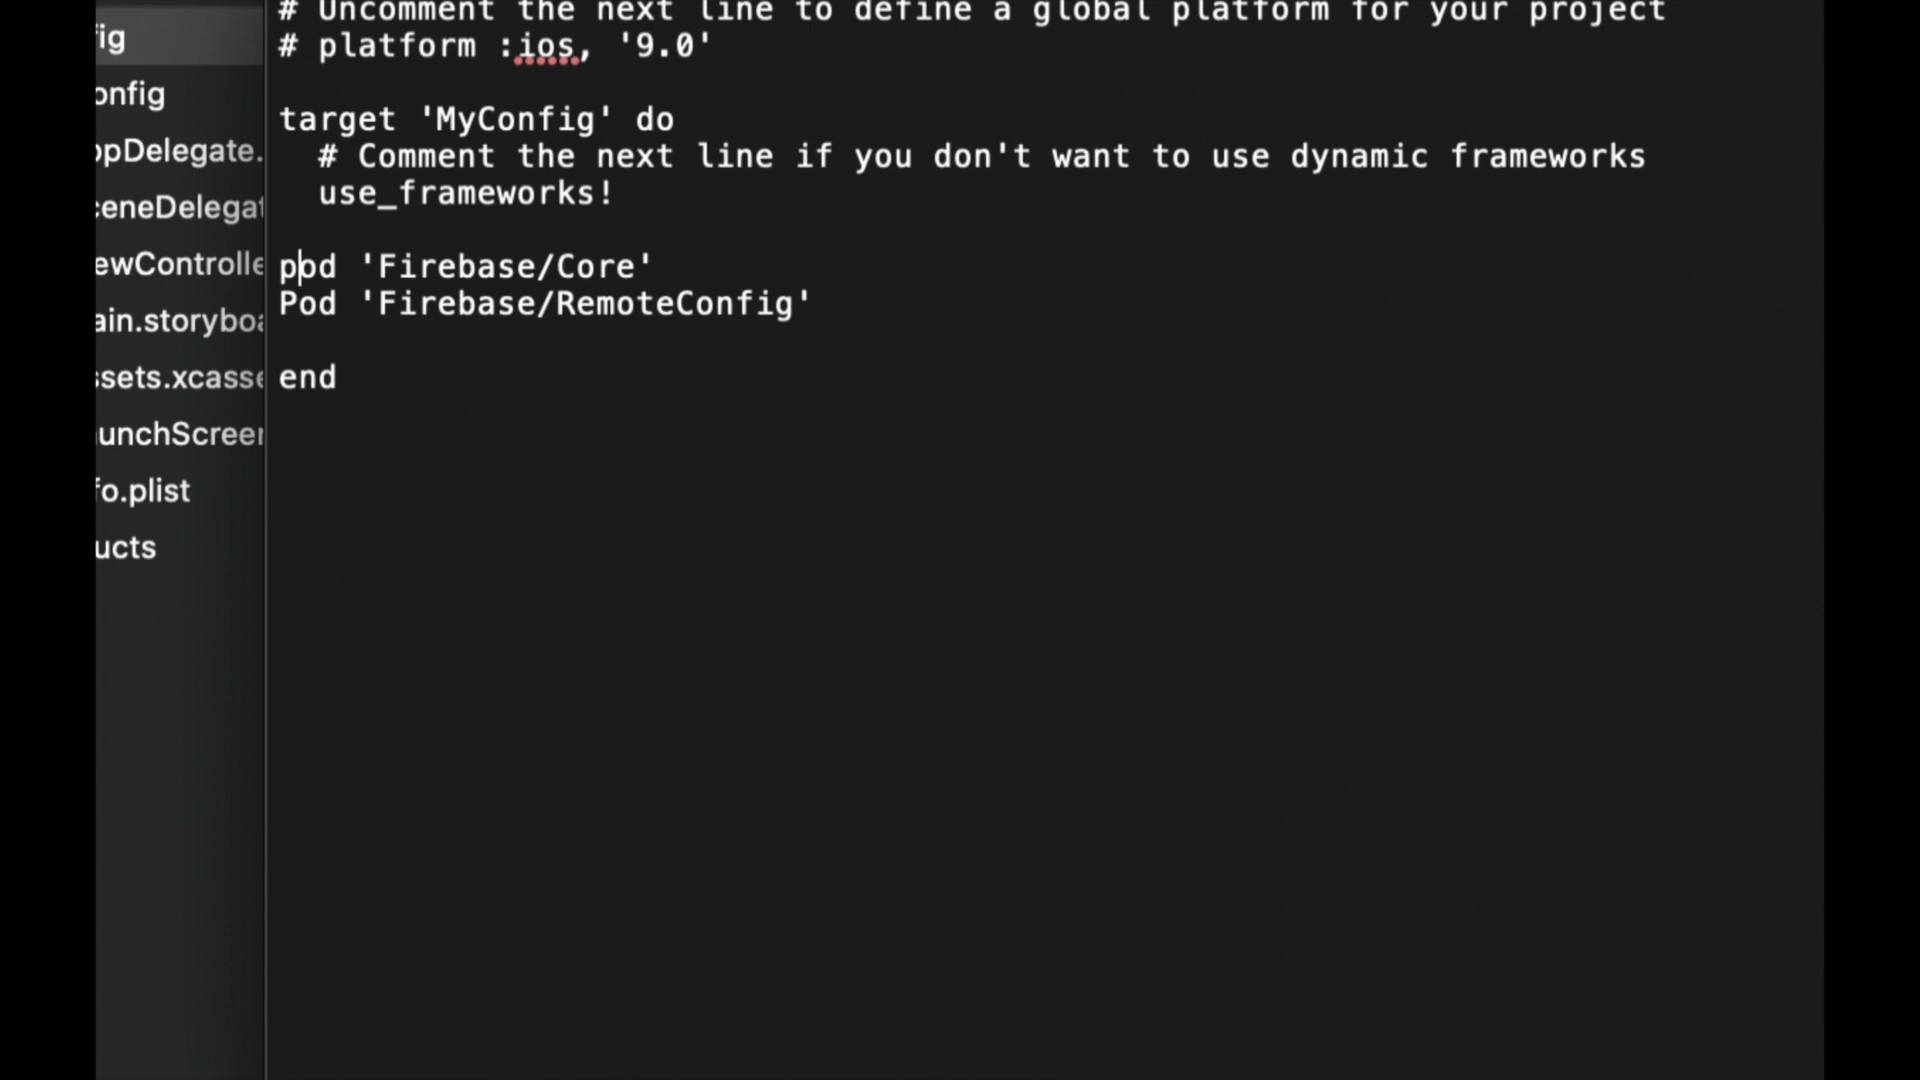 # Uncomment the next line to define a global platform for your project
# platform :ios, '9.0'
target 'MyConfig' do
# Comment the next line if you don't want to use dynamic frameworks
use_frameworks!
pod 'Firebase/Core'
Pod 'Firebase/RemoteConfig'
end
ig
onfig
ppDelegate.
ceneDelegat
ewControlle
ain.storyboa
ssets.xcasse
unchScreen
fo.plist
ucts